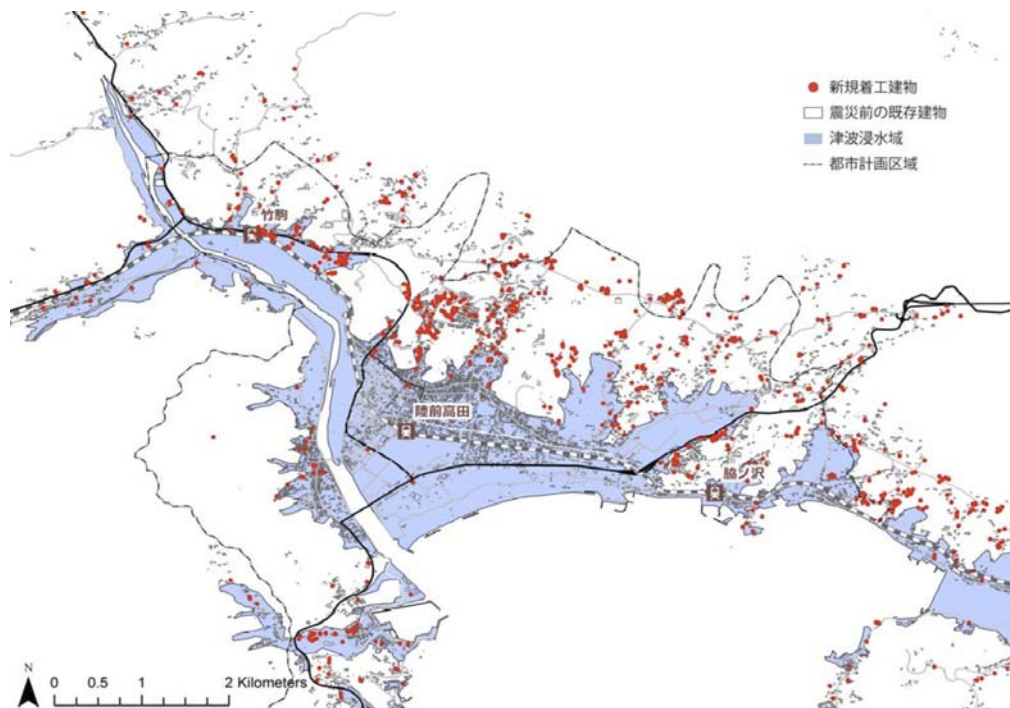 新規着工建物
震災前の既存建物
津波浸水域
都市計画区域
竹駒
陸前高田
脇ノ沢
N
0 0.5 1 2 Kilometers